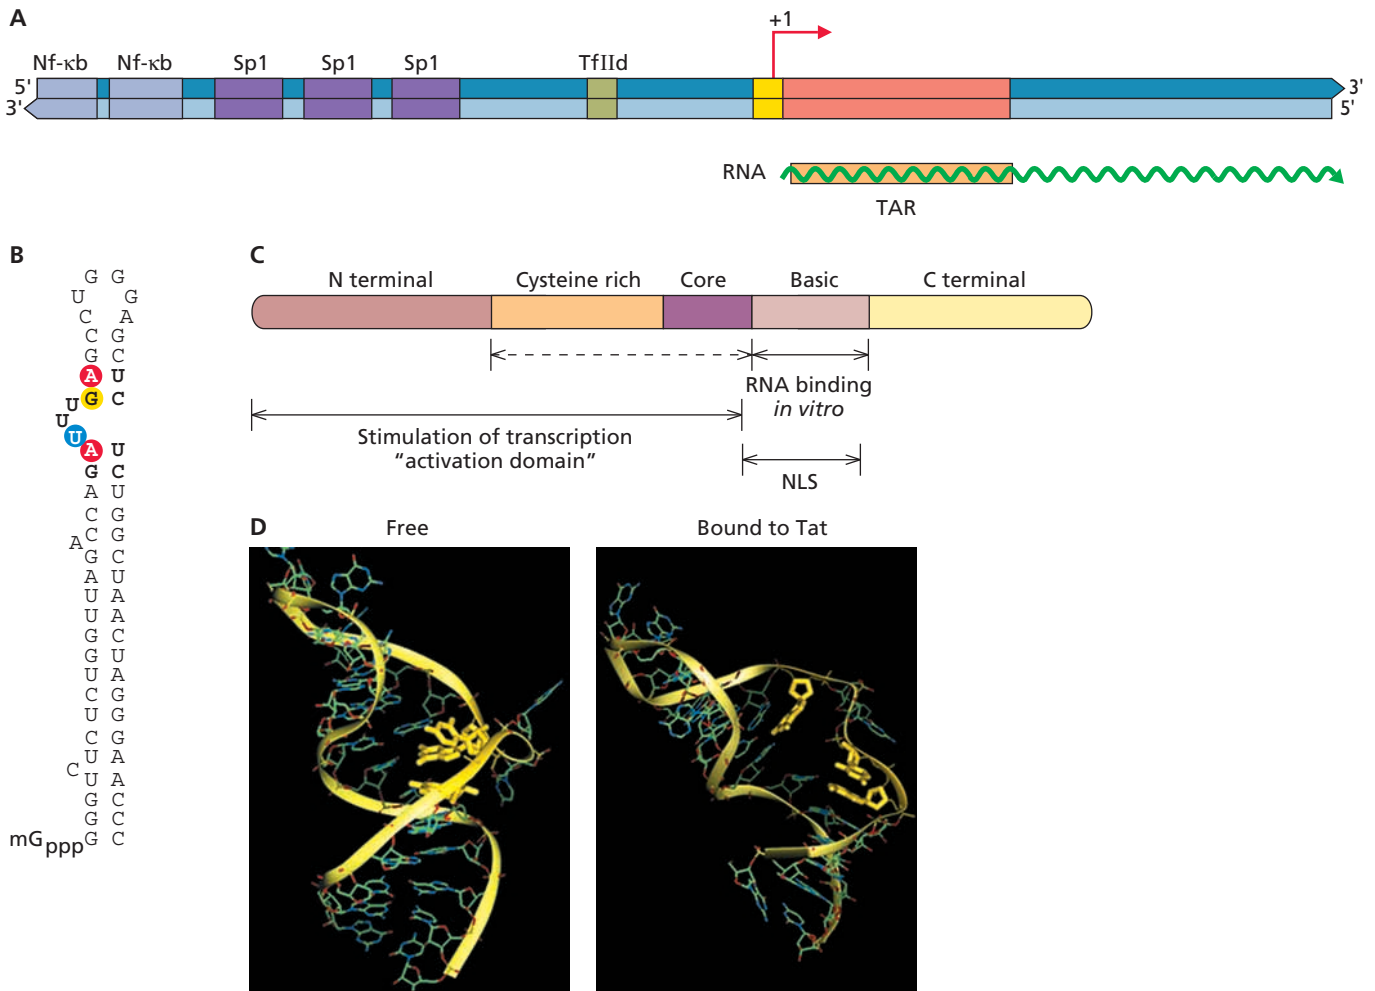 A
+1
Nf-κb Nf-κb Sp1 Sp1 Sp1 TfIId
5' 3'
3' 5'
RNA
TAR
B
G G
U G
C A
C G
G C
A U
G C
U
U
U
A U
G C
A U
C G
C G
A
G C
A U
U A
U A
G C
G U
U A
C G
U G
C G
U A
C
U A
G C
G C
mGpppG C
C
N terminal Cysteine rich Core Basic C terminal
RNA binding
in vitro
Stimulation of transcription
“activation domain”
NLS
D
Free Bound to Tat